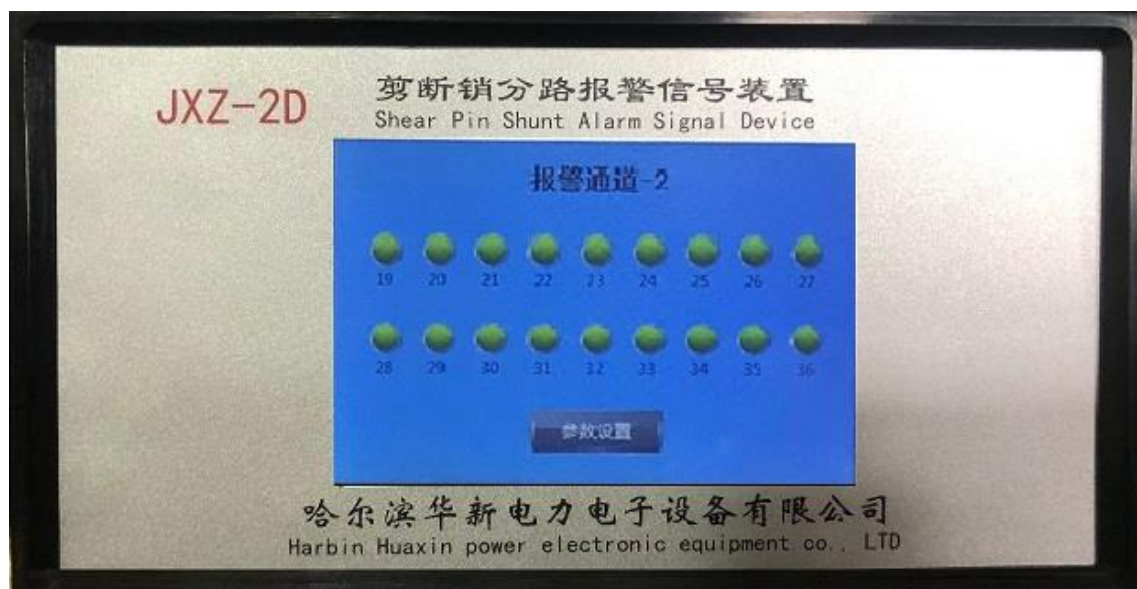 JXZ-2D
剪断销分路报警信号装置
Shear Pin Shunt Alarm Signal Device
报警通道-2
19 20 21 22 23 24 25 26 27
28 29 30 31 32 33 34 35 36
参数设置
哈尔滨华新电力电子设备有限公司
Harbin Huaxin power electronic equipment co., LTD